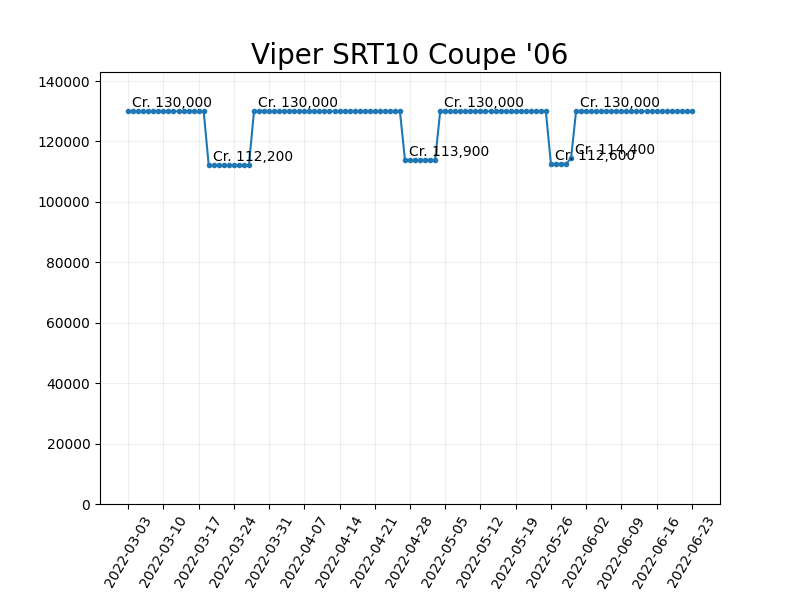 Viper SRT10 Coupe '06
140000
120000
100000
80000
60000
40000
20000
0
Cr. 130,000
Cr. 112,200
Cr. 130,000
Cr. 113,900
Cr. 130,000
Cr. 112,600
Cr. 114,400
Cr. 130,000
2022-03-03
2022-03-10
2022-03-17
2022-03-24
2022-03-31
2022-04-07
2022-04-14
2022-04-21
2022-04-28
2022-05-05
2022-05-12
2022-05-19
2022-05-26
2022-06-02
2022-06-09
2022-06-16
2022-06-23